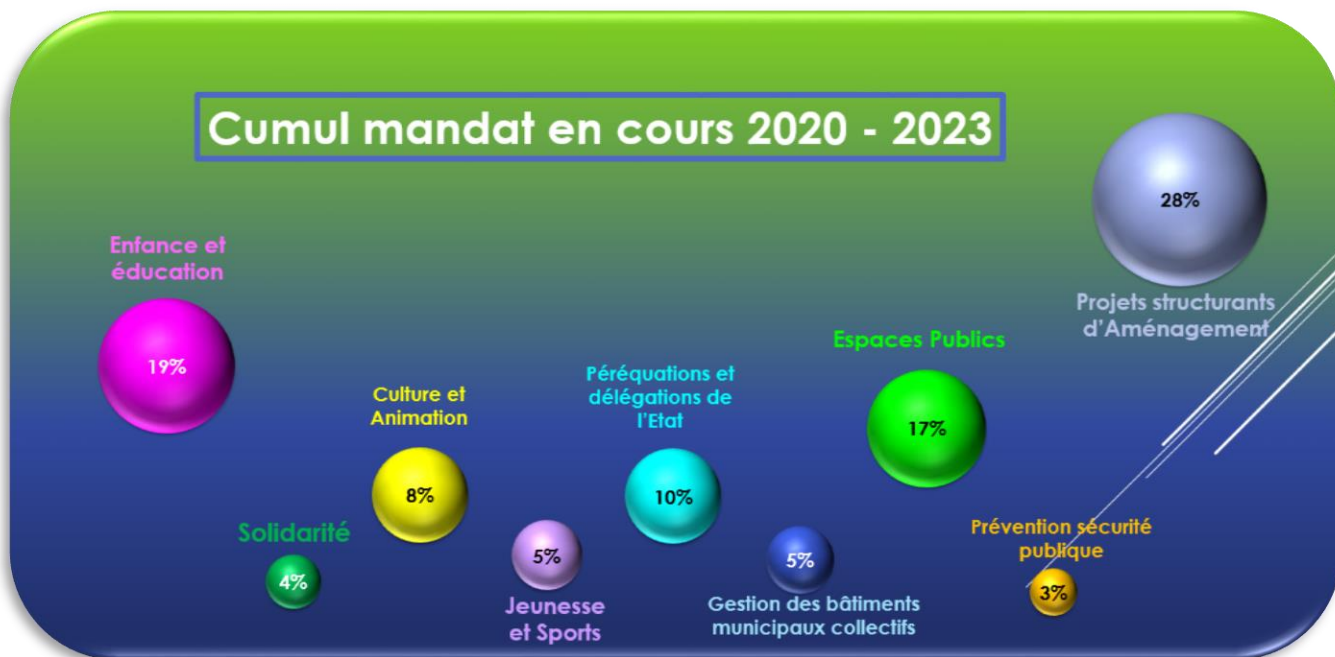 Cumul mandat en cours 2020 - 2023
28%
Projets structurants
d'Aménagement
Enfance et
éducation
19%
Espaces Publics
17%
Culture et
Animation
8%
Péréquations et
délégations de
l'Etat
10%
Solidarité
4%
5%
Jeunesse
et Sports
5%
Gestion des bâtiments
municipaux collectifs
Prévention sécurité
publique
3%